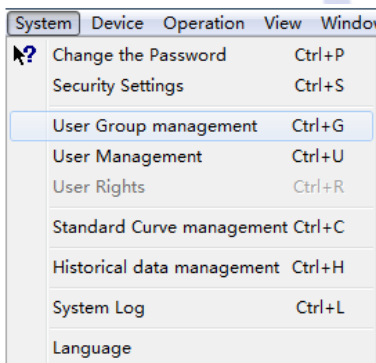 System Device Operation View Window
Change the Password Ctrl+P
Security Settings Ctrl+S
User Group management Ctrl+G
User Management Ctrl+U
User Rights Ctrl+R
Standard Curve management Ctrl+C
Historical data management Ctrl+H
System Log Ctrl+L
Language